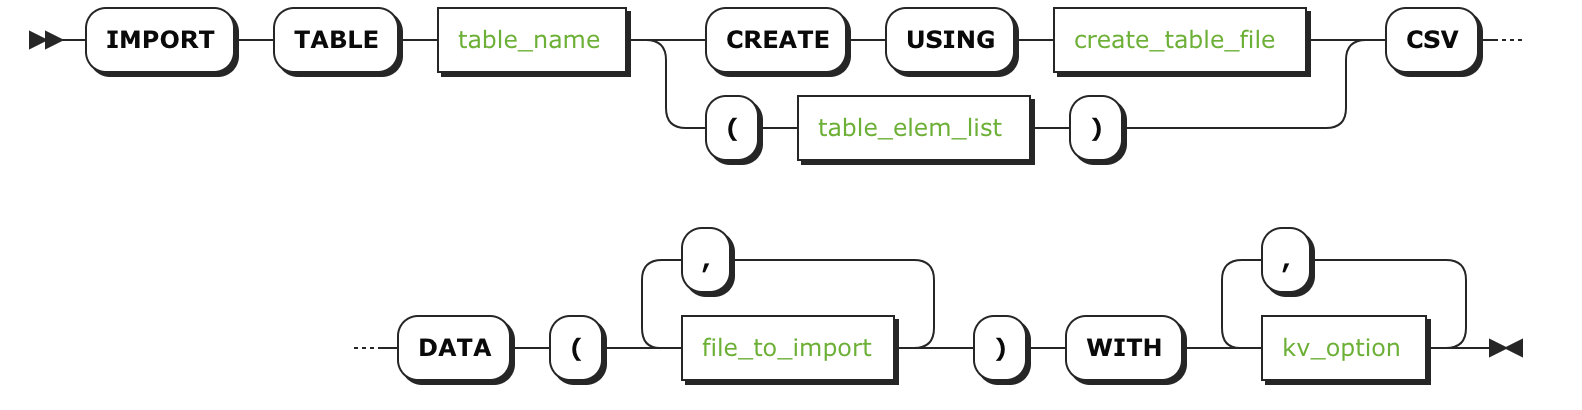 IMPORT TABLE table_name CREATE USING create_table_file CSV
( table_elem_list )
, ,
DATA ( file_to_import ) WITH kv_option